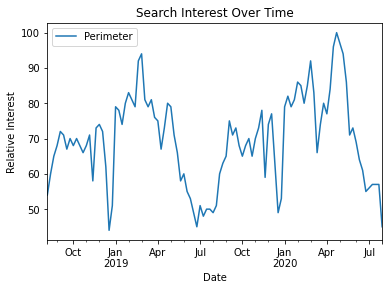 Search Interest Over Time
Perimeter
100
90
80
70
60
50
Relative Interest
Oct
Jan
2019
Apr
Jul
Oct
Jan
2020
Apr
Jul
Date